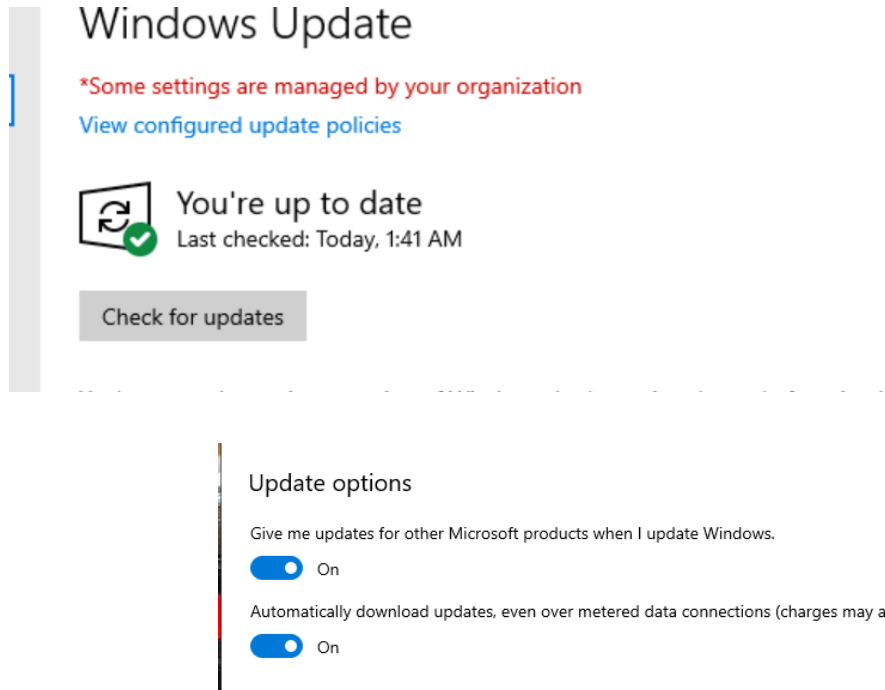 Windows Update
*Some settings are managed by your organization
View configured update policies
You're up to date
Last checked: Today, 1:41 AM
Check for updates
Update options
Give me updates for other Microsoft products when I update Windows.
On
Automatically download updates, even over metered data connections (charges may a
On